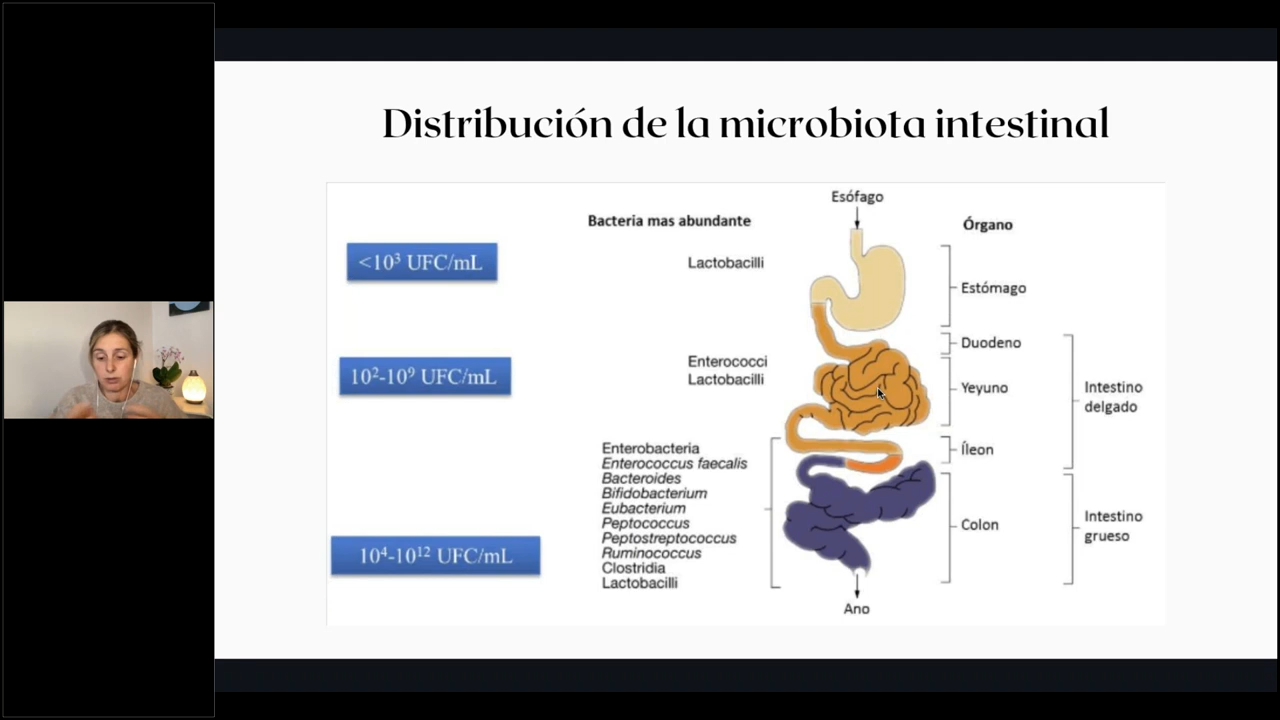 Distribución de la microbiota intestinal
Esófago
Bacteria mas abundante
Órgano
<10³ UFC/mL
Lactobacilli
Estómago
Duodeno
10²-10⁹ UFC/mL
Enterococci
Lactobacilli
Yeyuno
Intestino
delgado
Íleon
Enterobacteria
Enterococcus faecalis
Bacteroides
Bifidobacterium
Eubacterium
Peptococcus
Peptostreptococcus
Ruminococcus
Clostridia
Lactobacilli
10⁴-10¹² UFC/mL
Colon
Intestino
grueso
Ano